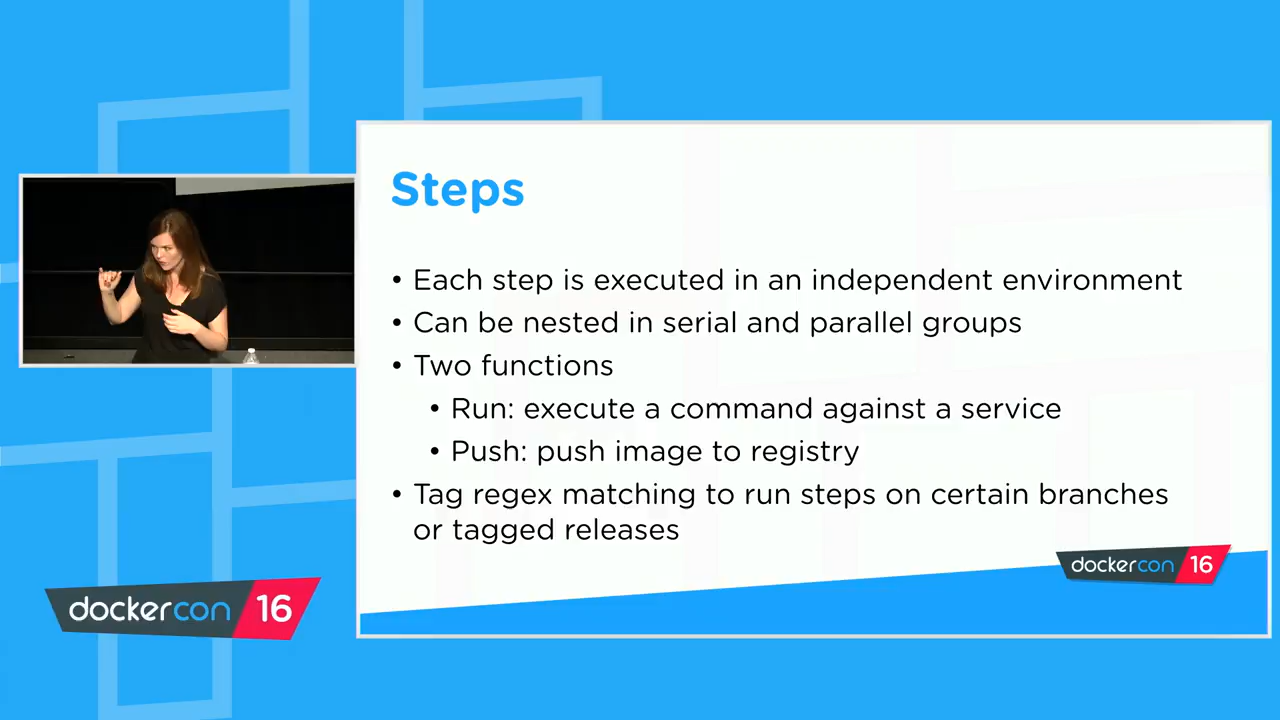 Steps
• Each step is executed in an independent environment
• Can be nested in serial and parallel groups
• Two functions
• Run: execute a command against a service
• Push: push image to registry
• Tag regex matching to run steps on certain branches
or tagged releases
dockercon 16
dockercon 16